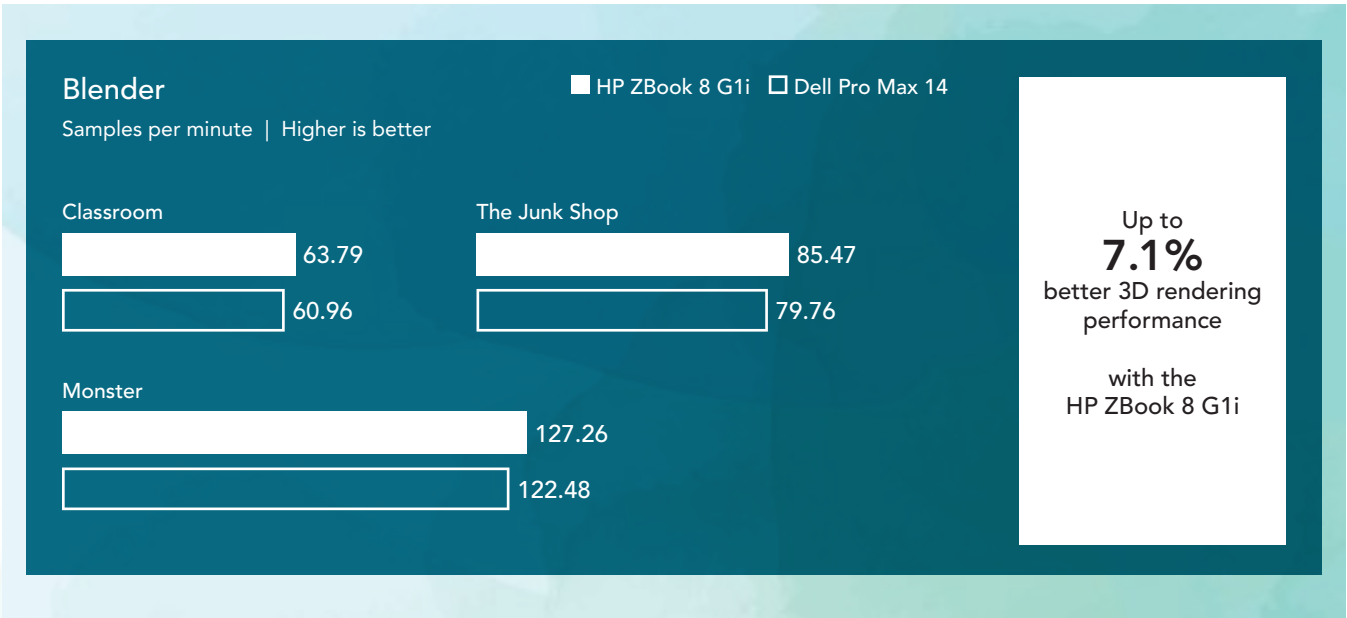 Blender
Samples per minute | Higher is better
HP ZBook 8 G1i Dell Pro Max 14
Classroom
63.79
60.96
The Junk Shop
85.47
79.76
Monster
127.26
122.48
Up to
7.1%
better 3D rendering
performance
with the
HP ZBook 8 G1i